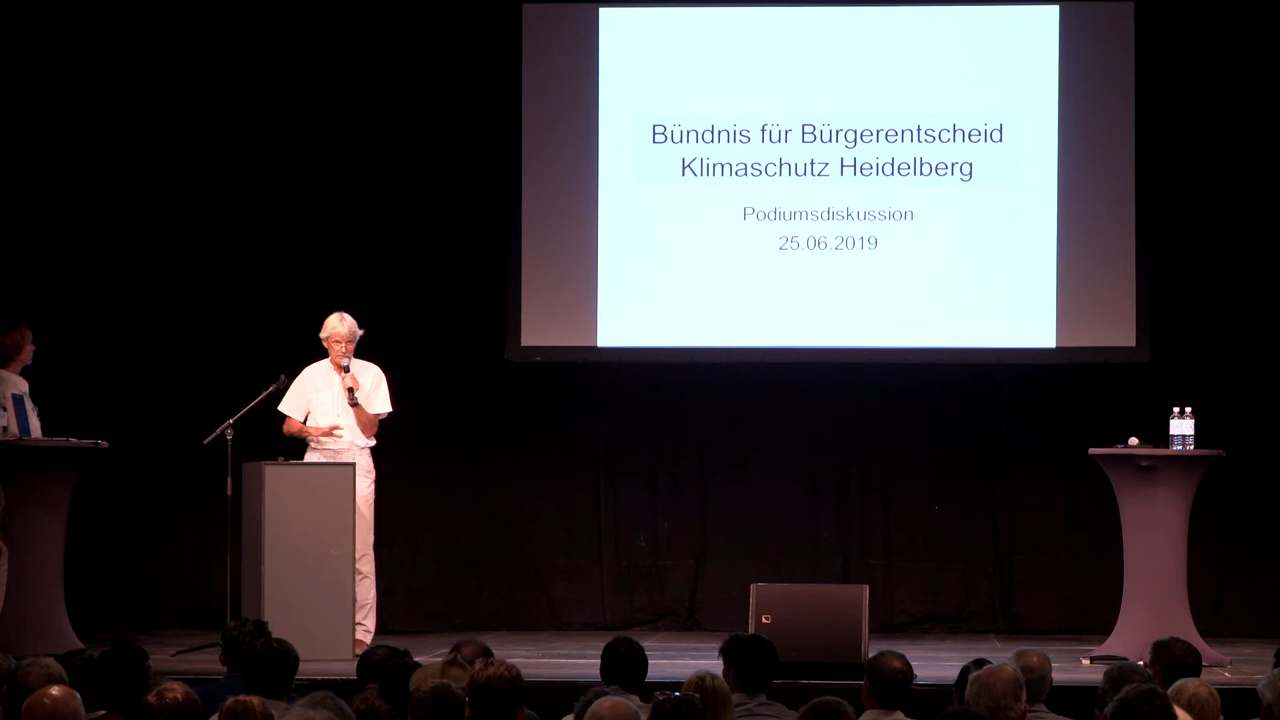 Bündnis für Bürgerentscheid
Klimaschutz Heidelberg
Podiumsdiskussion
25.06.2019